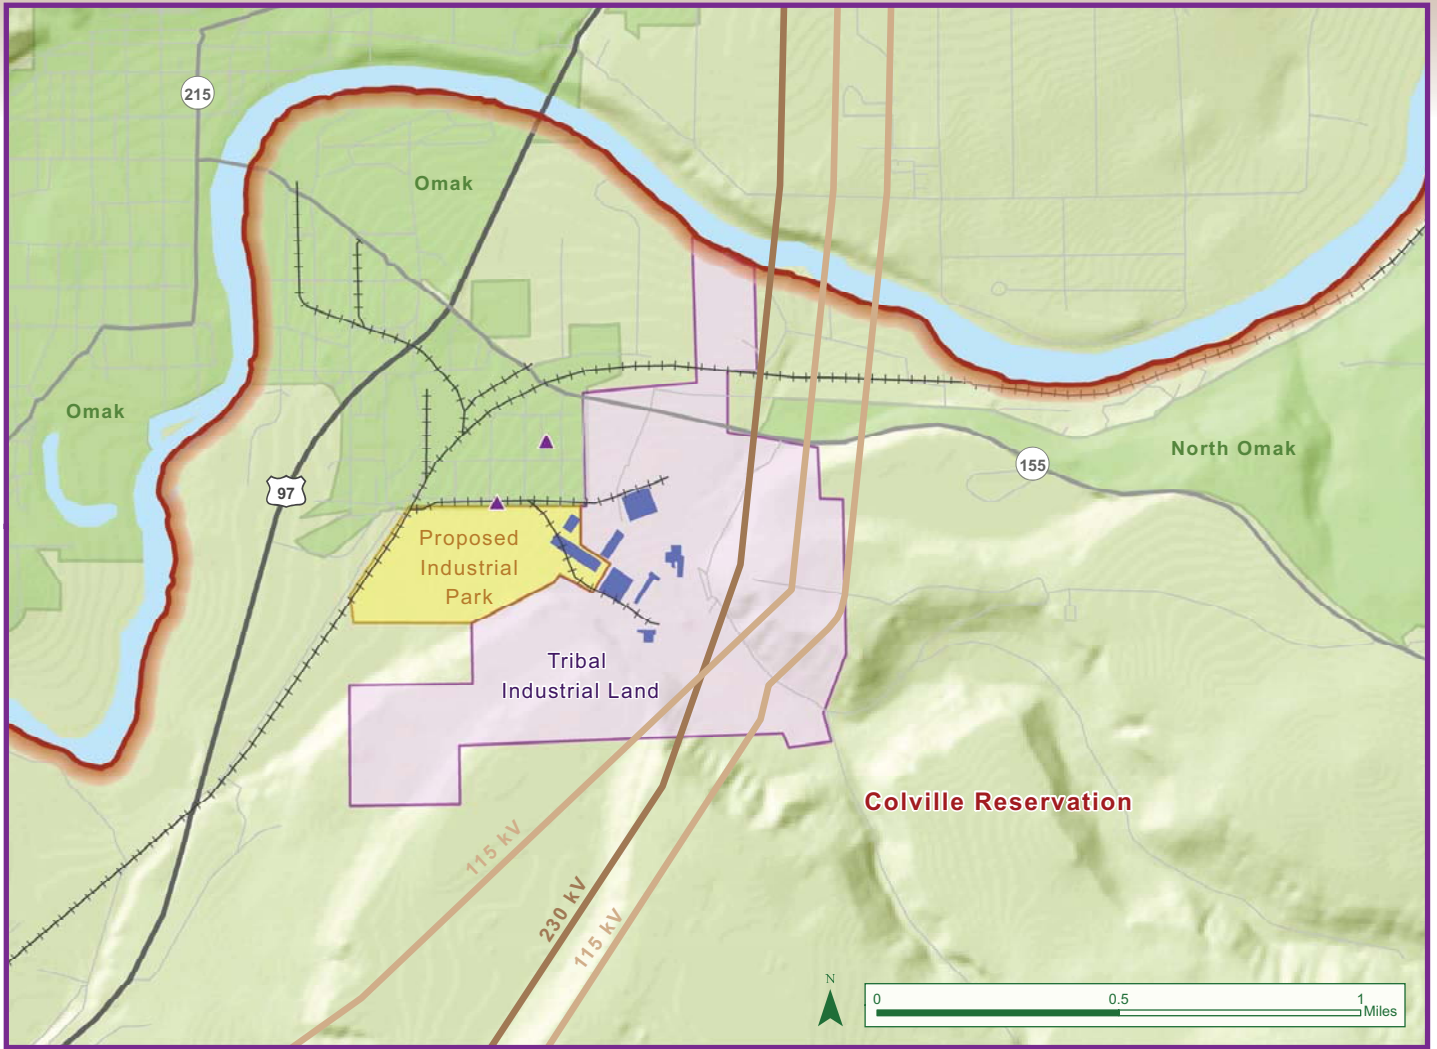 215
Omak
Omak
97
North Omak
155
Proposed
Industrial
Park
Tribal
Industrial Land
Colville Reservation
115 kV
230 kV
115 kV
N
0 0.5 1
Miles